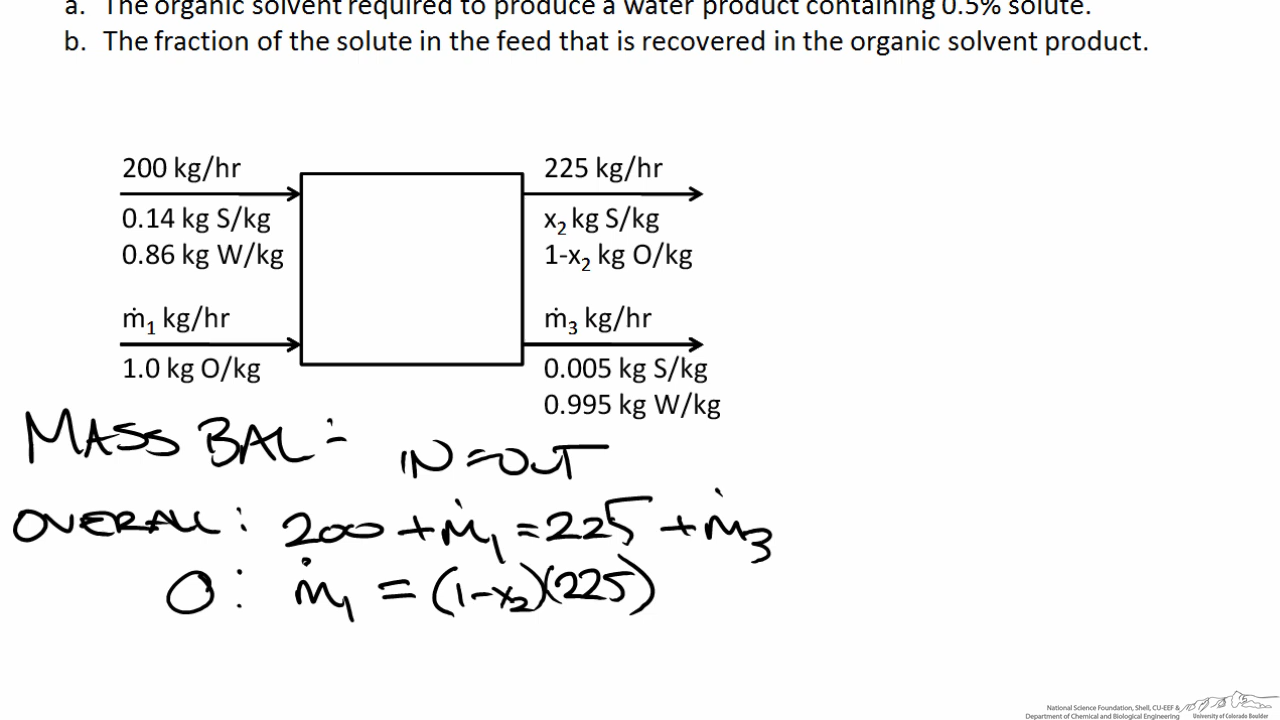 a. The organic solvent required to produce a water product containing 0.5% solute.
b. The fraction of the solute in the feed that is recovered in the organic solvent product.
200 kg/hr
0.14 kg S/kg
0.86 kg W/kg
225 kg/hr
x₂ kg S/kg
1-x₂ kg O/kg
ṁ₁ kg/hr
1.0 kg O/kg
ṁ₃ kg/hr
0.005 kg S/kg
0.995 kg W/kg
MASS BAL:
IN = OUT
OVERALL: 200 + ṁ₁ = 225 + ṁ₃
O: ṁ₁ = (1-x₂)(225)
National Science Foundation, Shell, CU-EEF &
Department of Chemical and Biological Engineering
University of Colorado Boulder